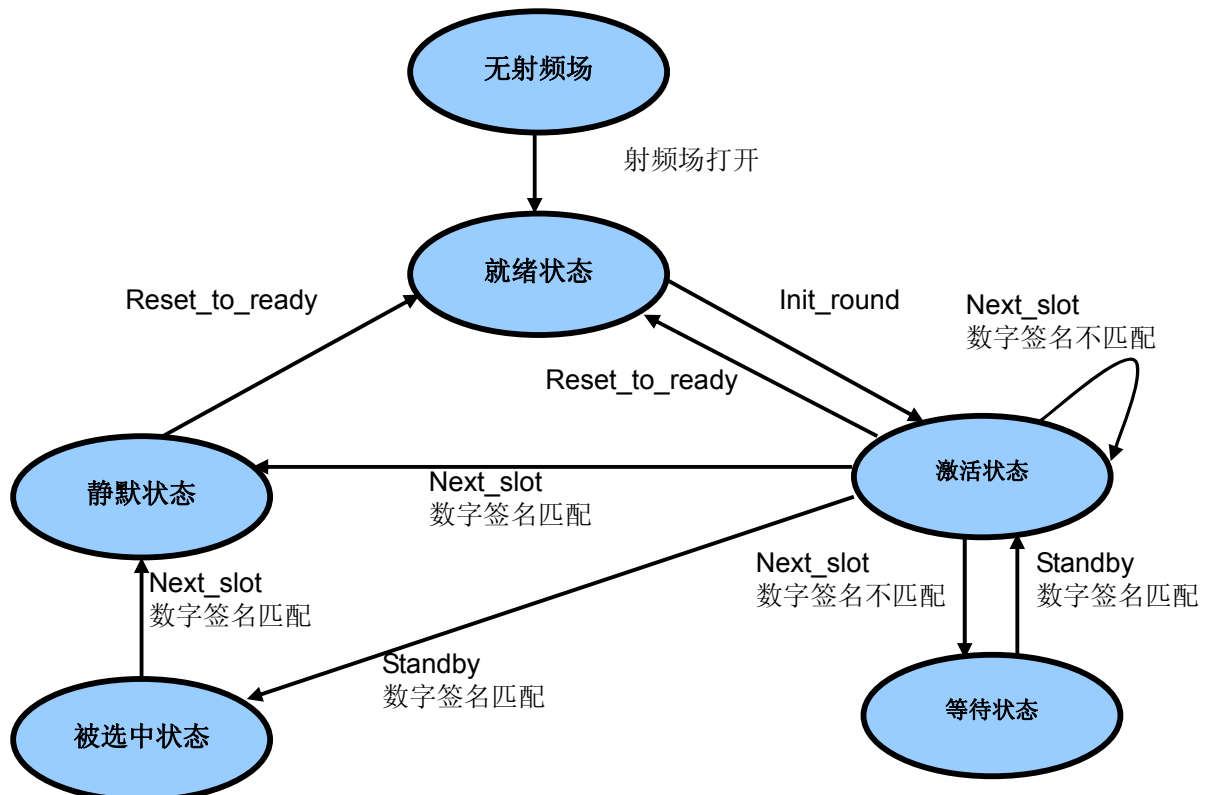 无射频场
射频场打开
就绪状态
Reset_to_ready
Init_round
Next_slot
数字签名不匹配
Reset_to_ready
静默状态
激活状态
Next_slot
数字签名匹配
Next_slot
数字签名不匹配
Standby
数字签名匹配
Next_slot
数字签名匹配
Standby
数字签名匹配
被选中状态
等待状态